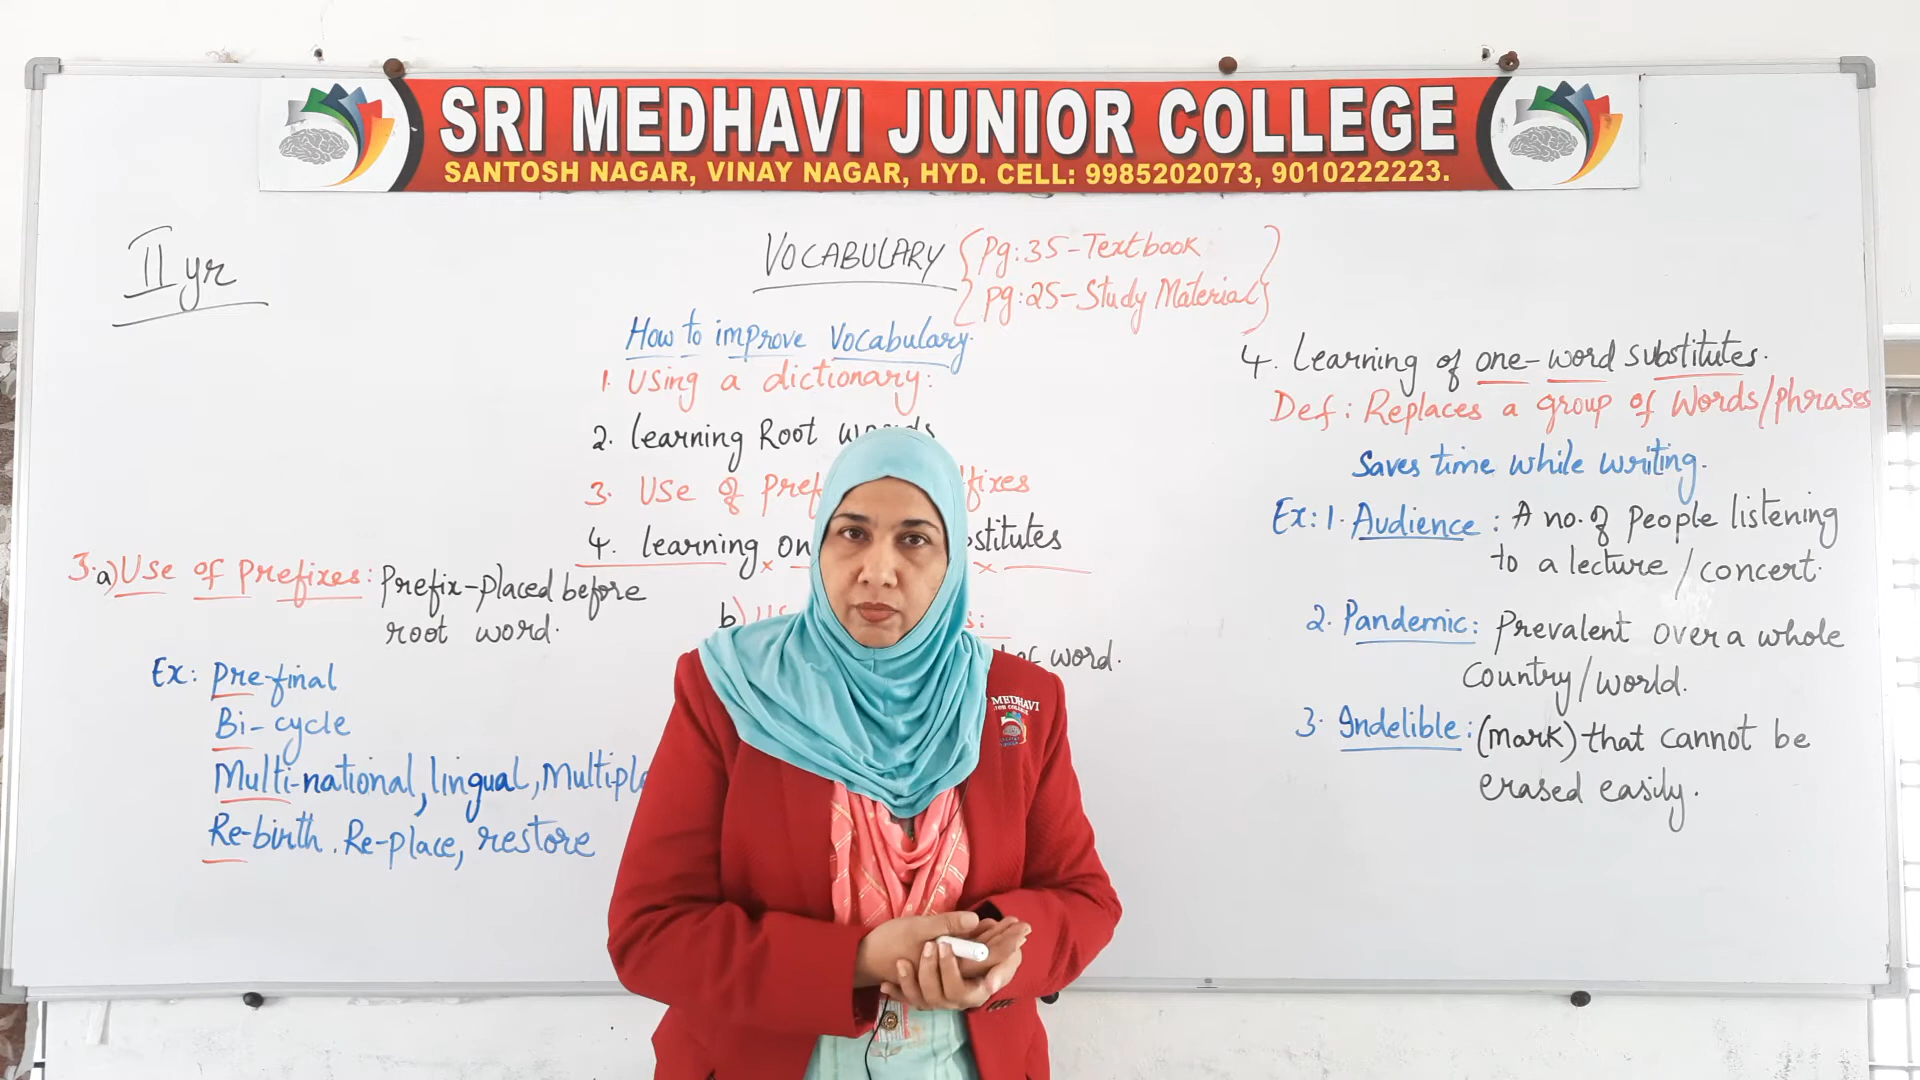 SRI MEDHAVI JUNIOR COLLEGE
SANTOSH NAGAR, VINAY NAGAR, HYD. CELL: 9985202073, 9010222223.
II yr
VOCABULARY
Pg:35-Textbook
Pg:25-Study Material
How to improve Vocabulary.
1. Using a dictionary:
2. Learning Root words
3. Use of
4. Learning
3.a) Use of Prefixes: Prefix-placed before
root word.
Ex: Pre-final
Bi-cycle
Multi-national, lingual,
Re-birth. Re-place, restore
b)
of word.
4. Learning of one-word substitutes.
Def: Replaces a group of Words/phrases
Saves time while writing.
Ex: 1. Audience: A no. of people listening
to a lecture / concert.
2. Pandemic: Prevalent over a whole
Country/world.
3. Indelible: (mark) that cannot be
erased easily.
MEDHAVI